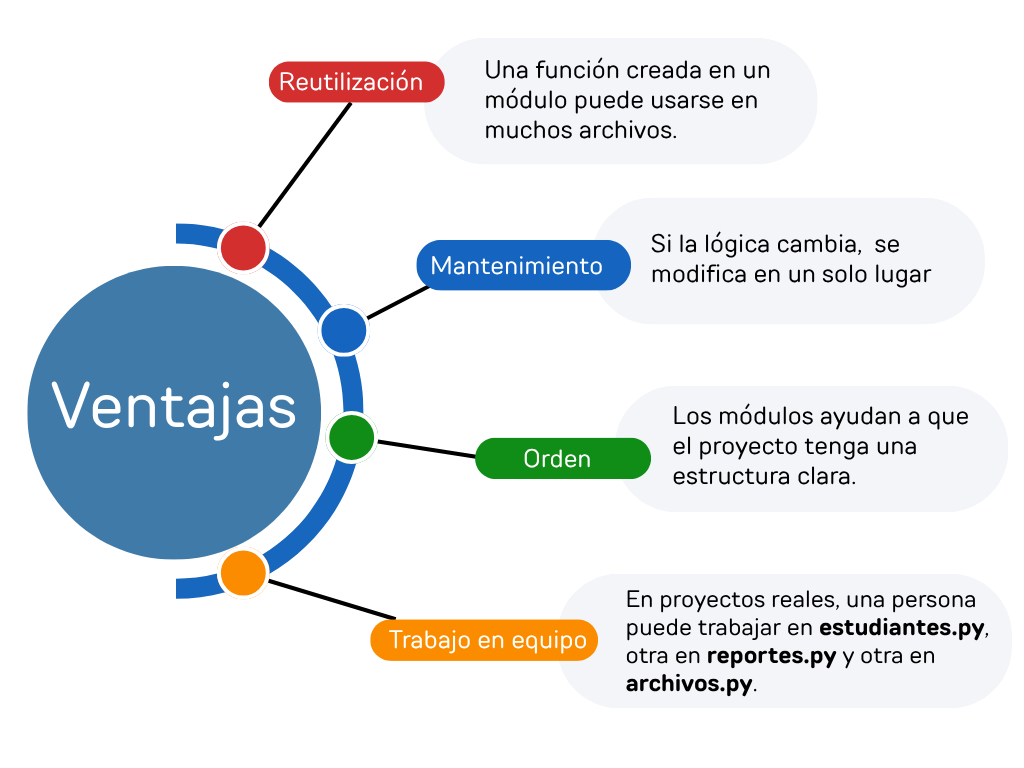 Ventajas
Reutilización
Una función creada en un
módulo puede usarse en
muchos archivos.
Mantenimiento
Si la lógica cambia,  se
modifica en un solo lugar
Orden
Los módulos ayudan a que
el proyecto tenga una
estructura clara.
Trabajo en equipo
En proyectos reales, una persona
puede trabajar en estudiantes.py,
otra en reportes.py y otra en
archivos.py.